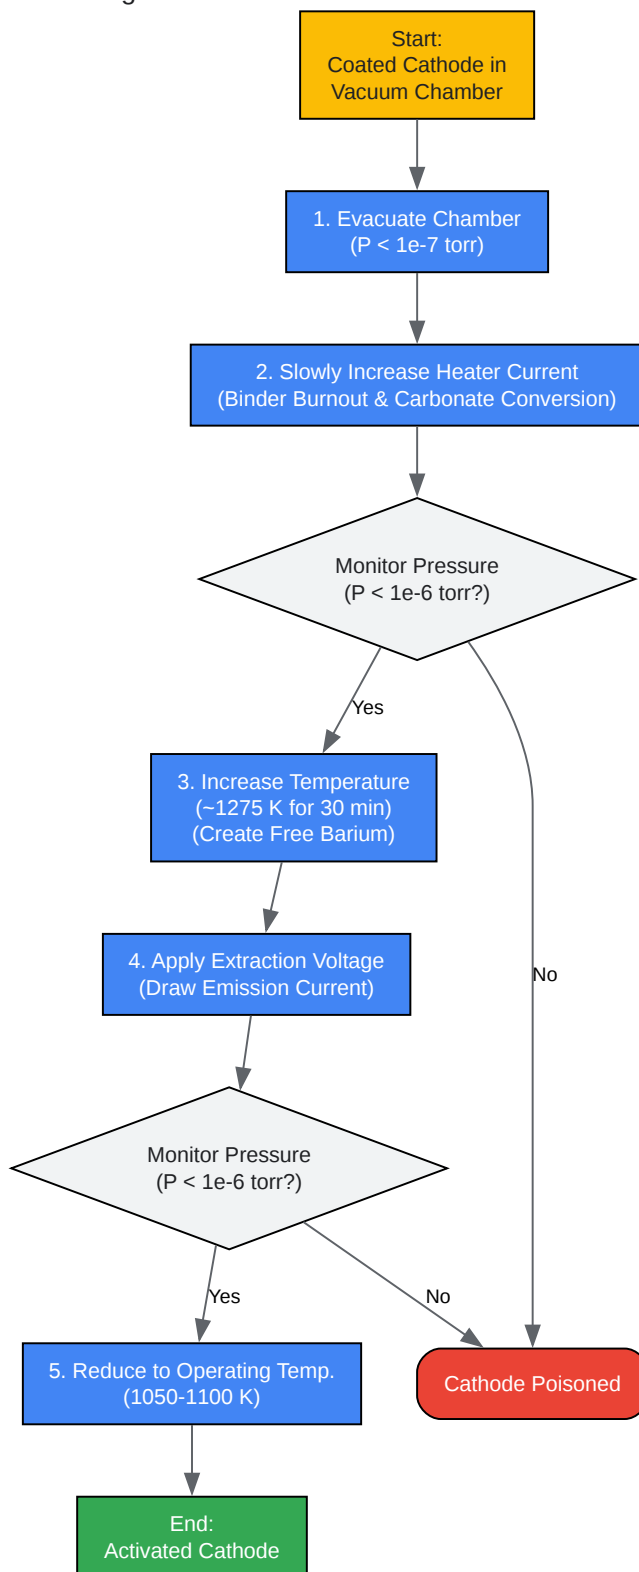 Start:
Coated Cathode in
Vacuum Chamber
1. Evacuate Chamber
(P < 1e-7 torr)
2. Slowly Increase Heater Current
(Binder Burnout & Carbonate Conversion)
Monitor Pressure
(P < 1e-6 torr?)
Yes
3. Increase Temperature
(~1275 K for 30 min)
(Create Free Barium)
4. Apply Extraction Voltage
(Draw Emission Current)
No
Monitor Pressure
(P < 1e-6 torr?)
Yes
No
5. Reduce to Operating Temp.
(1050-1100 K)
Cathode Poisoned
End:
Activated Cathode